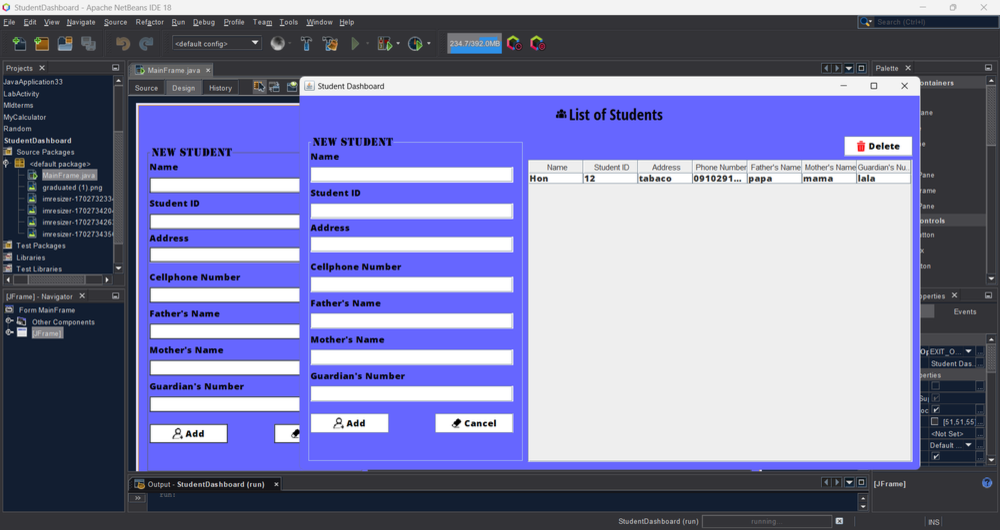 StudentDashboard - Apache NetBeans IDE 18
File Edit View Navigate Source Refactor Run Debug Profile Team Tools Window Help
Search (Ctrl+I)
<default config>
234.7/392.0MB
Projects
MainFrame.java
Palette
Source Design History
JavaApplication33
LabActivity
MIdterms
MyCalculator
Random
StudentDashboard
Source Packages
<default package>
MainFrame.java
graduated (1).png
imresizer-170273233
imresizer-170273420
imresizer-170273426
imresizer-170273435
Test Packages
Libraries
Test Libraries
[JFrame] - Navigator
Form MainFrame
Other Components
[JFrame]
NEW STUDENT
Name
Student ID
Address
Cellphone Number
Father's Name
Mother's Name
Guardian's Number
Add
Student Dashboard
List of Students
NEW STUDENT
Name
Student ID
Address
Cellphone Number
Father's Name
Mother's Name
Guardian's Number
Add Cancel
Delete
Name Student ID Address Phone Number Father's Name Mother's Name Guardian's Nu...
Hon 12 tabaco 0910291... papa mama lala
ontainers
ane
ane
rame
Pane
ontrols
utton
x
ton
operties
Events
EXIT_O...
Student Das
perties
[51,51,55
<Not Set>
Default ...
Output - StudentDashboard (run)
run:
[JFrame]
StudentDashboard (run) running... INS